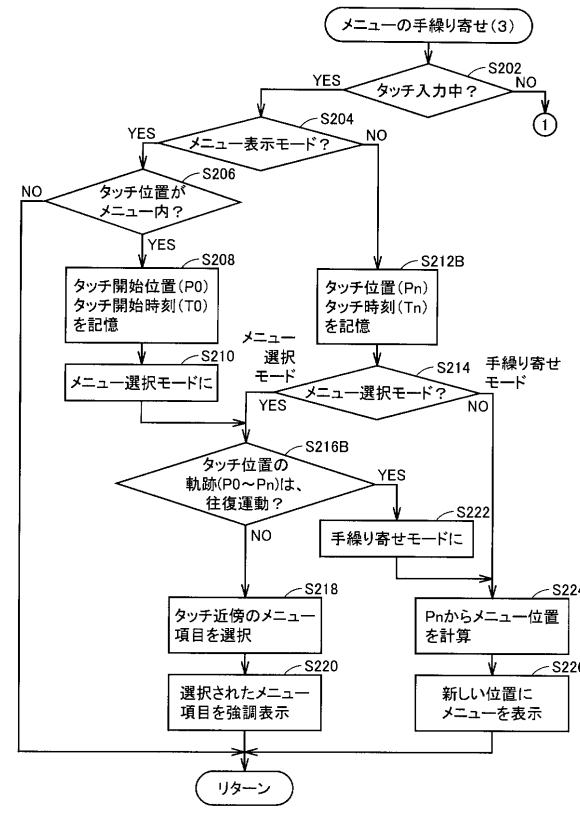 メニューの手繰り寄せ(3)
S202
タッチ入力中?
YES
NO
1
S204
メニュー表示モード?
YES
NO
S206
タッチ位置が
メニュー内?
NO
YES
S208
タッチ開始位置(P0)
タッチ開始時刻(T0)
を記憶
S212B
タッチ位置(Pn)
タッチ時刻(Tn)
を記憶
S210
メニュー選択モードに
メニュー
選択
モード
S214
メニュー選択モード?
手繰り寄せ
モード
YES
NO
S216B
タッチ位置の
軌跡(P0～Pn)は、
往復運動?
YES
NO
S222
手繰り寄せモードに
S218
タッチ近傍のメニュー
項目を選択
S224
Pnからメニュー位置
を計算
S220
選択されたメニュー
項目を強調表示
S226
新しい位置に
メニューを表示
リターン